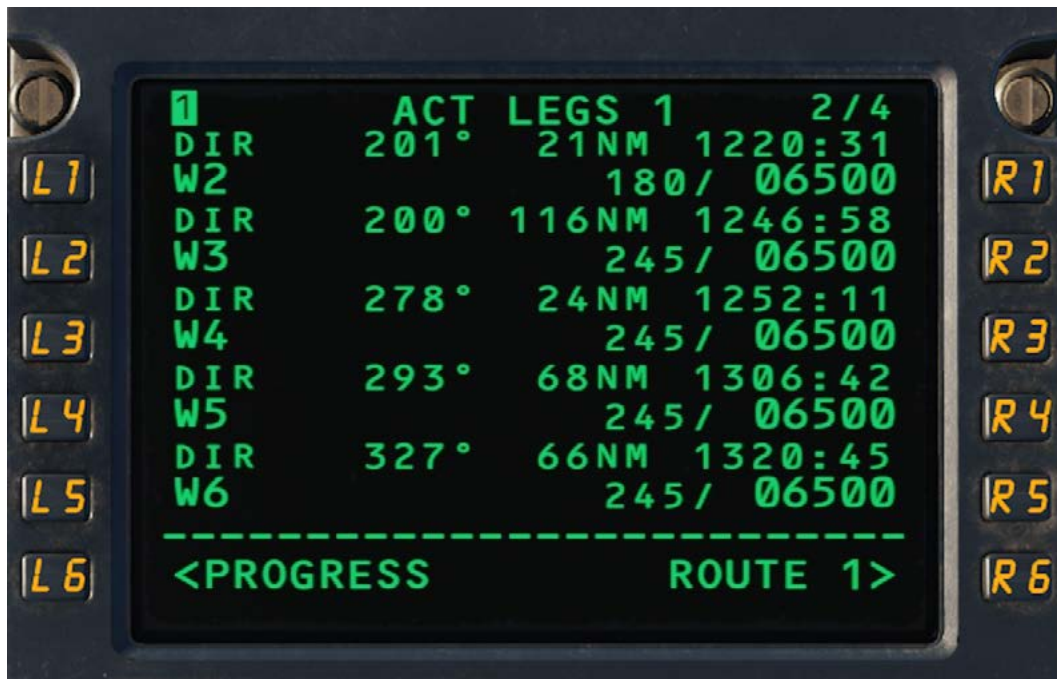 1 ACT LEGS 1 2/4
DIR 201° 21NM 1220:31
L1 W2 180/ 06500 R1
DIR 200° 116NM 1246:58
L2 W3 245/ 06500 R2
DIR 278° 24NM 1252:11
L3 W4 245/ 06500 R3
DIR 293° 68NM 1306:42
L4 W5 245/ 06500 R4
DIR 327° 66NM 1320:45
L5 W6 245/ 06500 R5
L6 <PROGRESS ROUTE 1> R6